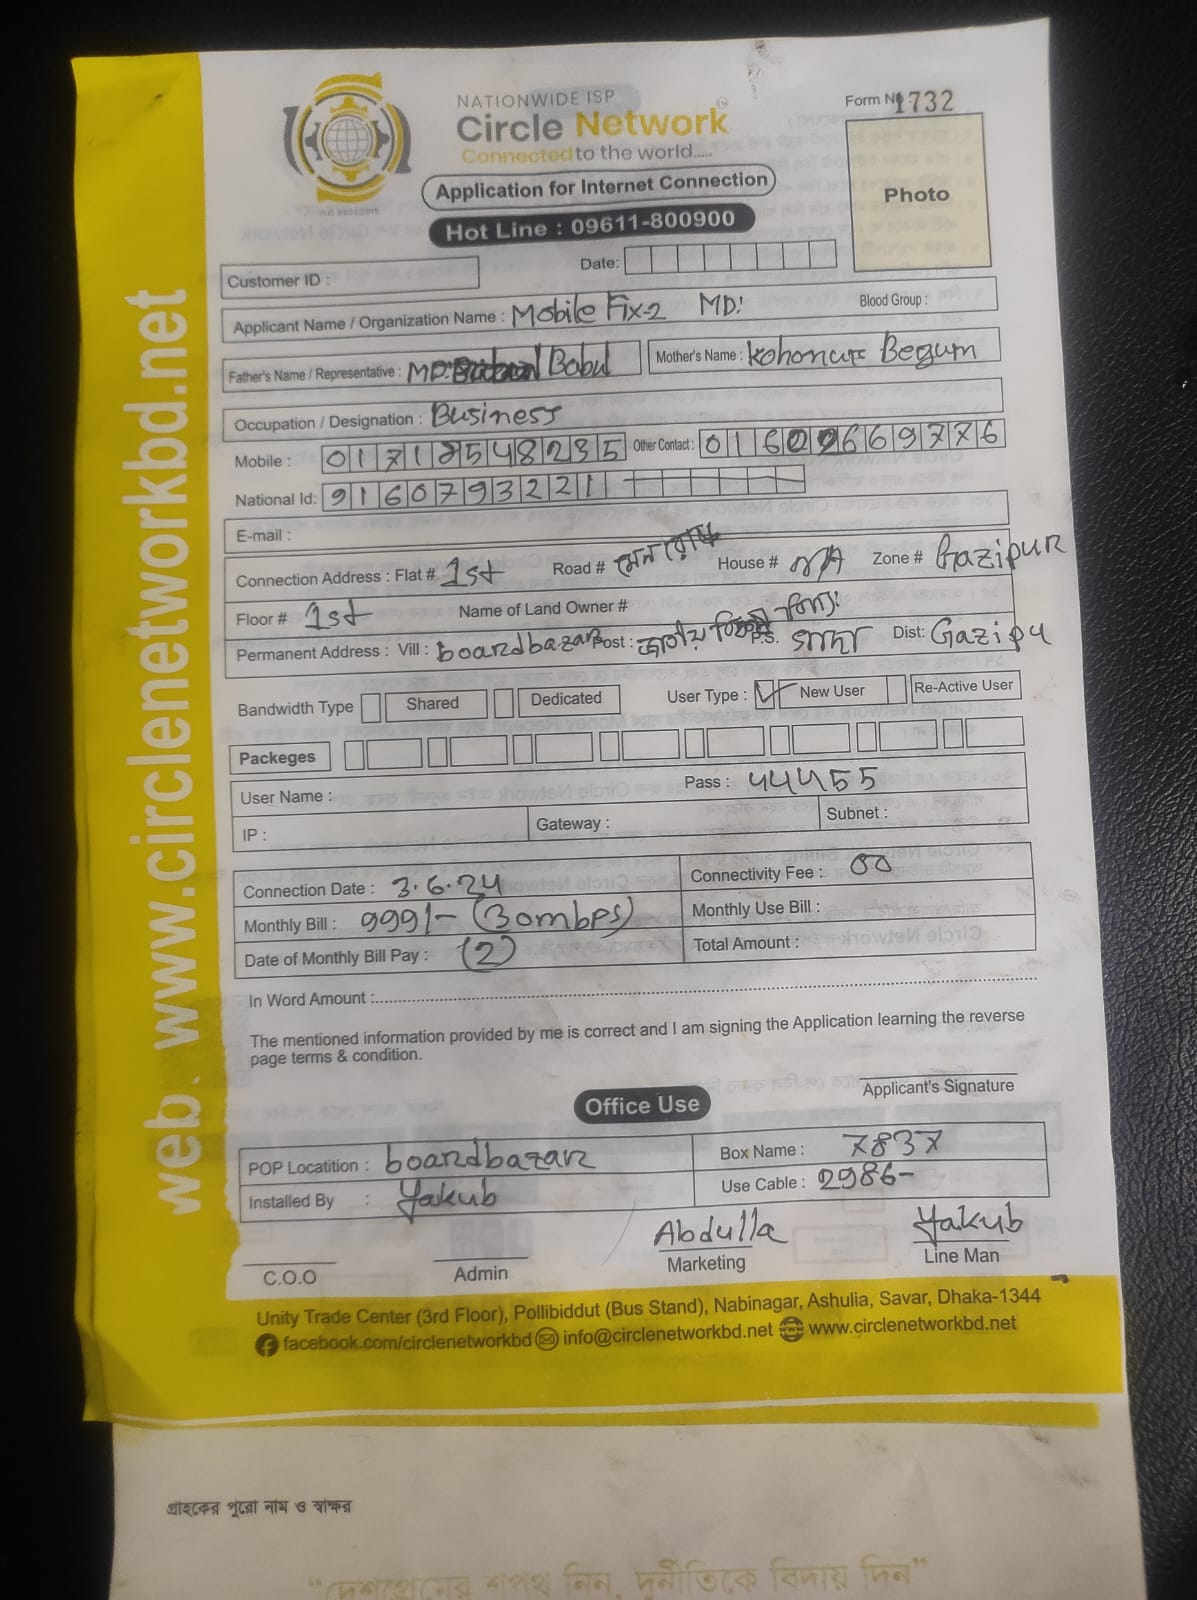 NATIONWIDE ISP
Circle Network
Connected to the world.....
Form No 1732
Photo
Application for Internet Connection
Hot Line : 09611-800900
Customer ID :
Date:
Applicant Name / Organization Name : Mobile Fix-2 MD!
Blood Group :
Father's Name / Representative : MD: Babul
Mother's Name : Kohonur Begum
Occupation / Designation : Business
Mobile : 01712548235 Other Contact : 01602669776
National Id: 9160793221
E-mail :
Connection Address : Flat # 1st Road # মেন রোড House # N/A Zone # Gazipur
Floor # 1st Name of Land Owner #
Permanent Address : Vill : boardbazar Post : জাতীয় P.S. গাছা Dist: Gazipu
Bandwidth Type Shared Dedicated User Type : ✓ New User Re-Active User
Packeges
User Name : Pass : 44455
IP : Gateway : Subnet :
Connection Date : 3.6.24 Connectivity Fee : 00
Monthly Bill : 999/- (30mbps) Monthly Use Bill :
Date of Monthly Bill Pay : (2) Total Amount :
In Word Amount :
The mentioned information provided by me is correct and I am signing the Application learning the reverse
page terms & condition.
Applicant's Signature
Office Use
POP Locatition : boardbazar Box Name : 7837
Installed By : Yakub Use Cable : 2986-
Abdulla Yakub
C.O.O Admin Marketing Line Man
Unity Trade Center (3rd Floor), Pollibiddut (Bus Stand), Nabinagar, Ashulia, Savar, Dhaka-1344
facebook.com/circlenetworkbd info@circlenetworkbd.net www.circlenetworkbd.net
web. www.circlenetworkbd.net
গ্রাহকের পুরো নাম ও স্বাক্ষর
"দেশপ্রেমের শপথ নিন, দুর্নীতিকে বিদায় দিন"